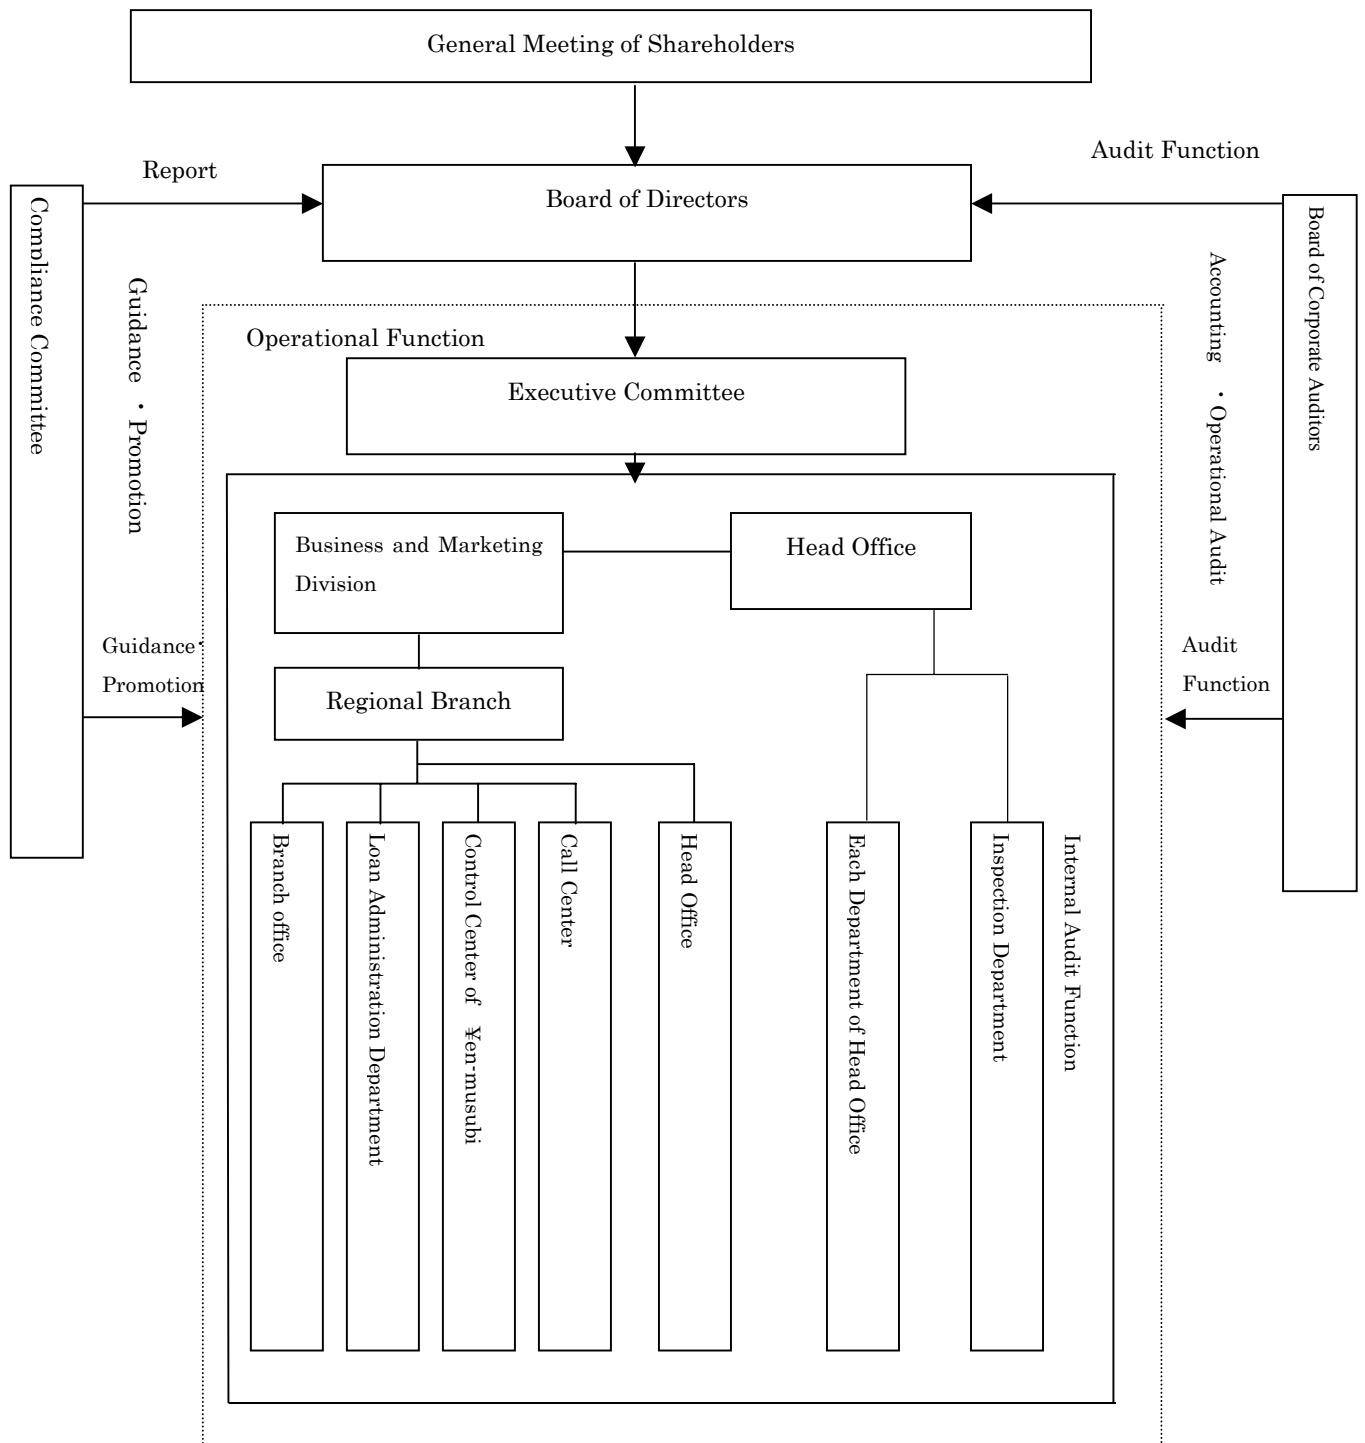 General Meeting of Shareholders
Report
Audit Function
Board of Directors
Compliance Committee
Guidance ・Promotion
Board of Corporate Auditors
Accounting ・Operational Audit
Operational Function
Executive Committee
Business and Marketing
Division
Head Office
Guidance・
Promotion
Audit
Function
Regional Branch
Branch office
Loan Administration Department
Control Center of ¥en-musubi
Call Center
Head Office
Each Department of Head Office
Inspection Department
Internal Audit Function